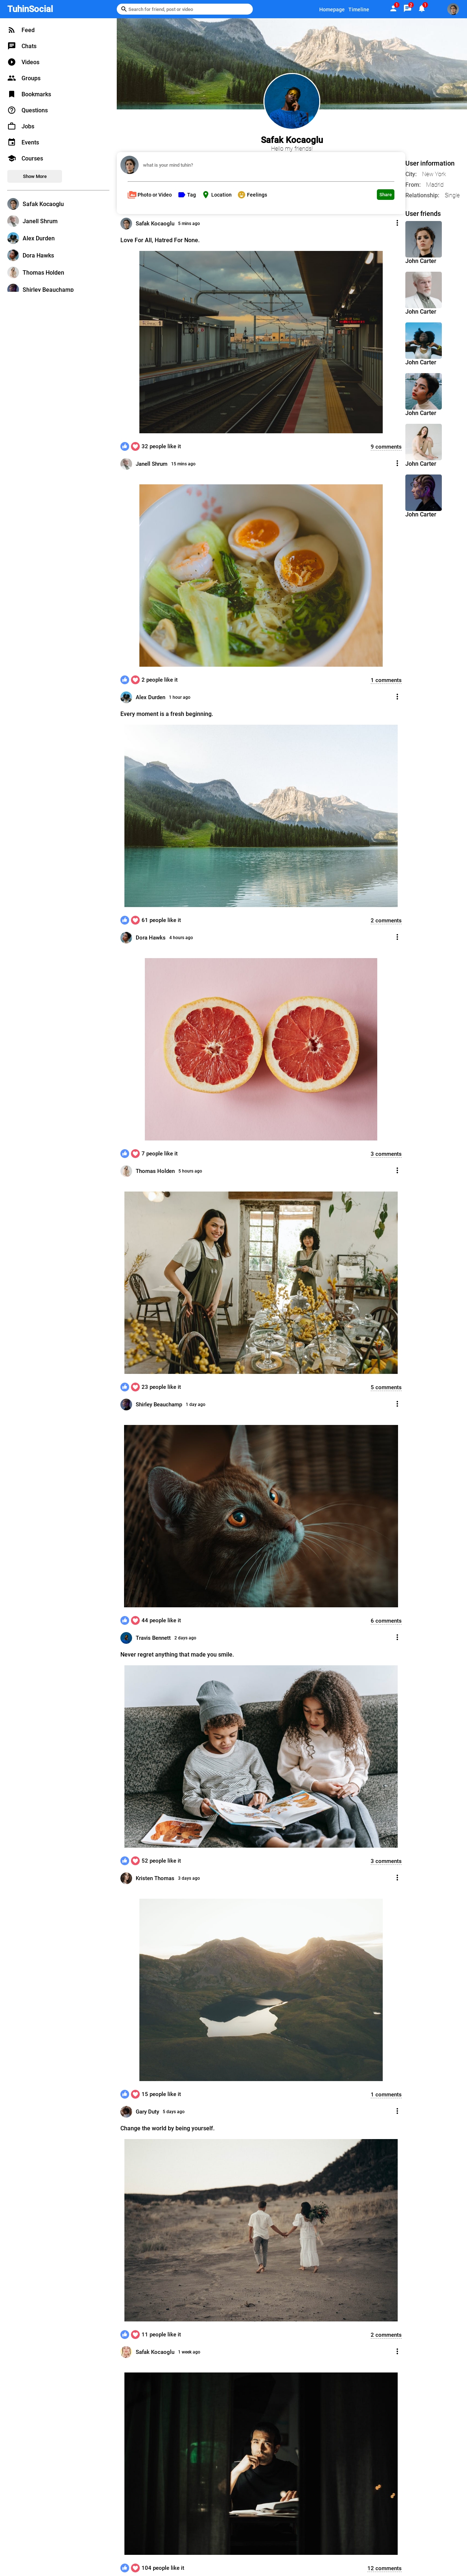 TuhinSocial
Search for friend, post or video
Homepage Timeline
1 2 1
Feed
Chats
Videos
Groups
Bookmarks
Questions
Jobs
Events
Courses
Show More
Safak Kocaoglu
Janell Shrum
Alex Durden
Dora Hawks
Thomas Holden
Shirley Beauchamp
Safak Kocaoglu
Hello my friends!
what is your mind tuhin?
Photo or Video Tag Location Feelings Share
Safak Kocaoglu 5 mins ago
Love For All, Hatred For None.
32 people like it 9 comments
Janell Shrum 15 mins ago
2 people like it 1 comments
Alex Durden 1 hour ago
Every moment is a fresh beginning.
61 people like it 2 comments
Dora Hawks 4 hours ago
7 people like it 3 comments
Thomas Holden 5 hours ago
23 people like it 5 comments
Shirley Beauchamp 1 day ago
44 people like it 6 comments
Travis Bennett 2 days ago
Never regret anything that made you smile.
52 people like it 3 comments
Kristen Thomas 3 days ago
15 people like it 1 comments
Gary Duty 5 days ago
Change the world by being yourself.
11 people like it 2 comments
Safak Kocaoglu 1 week ago
104 people like it 12 comments
User information
City: New York
From: Madrid
Relationship: Single
User friends
John Carter
John Carter
John Carter
John Carter
John Carter
John Carter